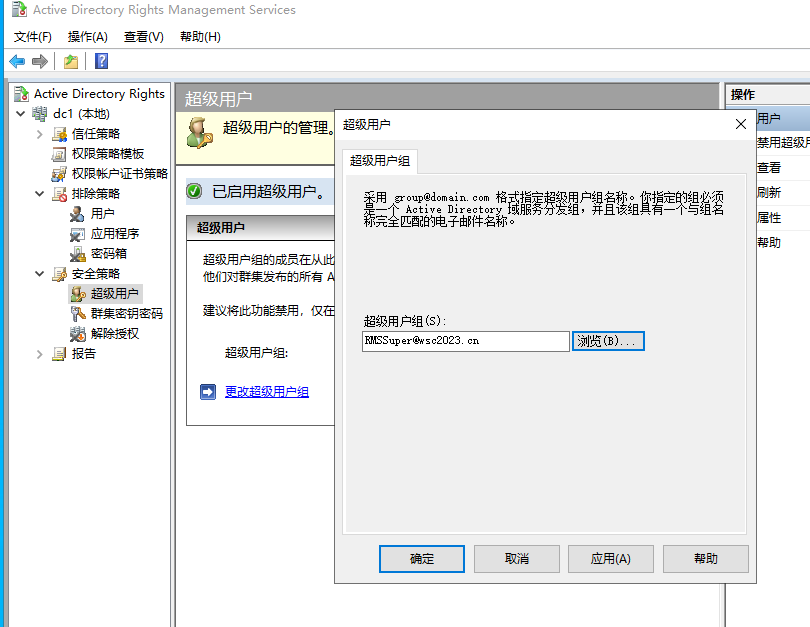 Active Directory Rights Management Services
文件(F) 操作(A) 查看(V) 帮助(H)
Active Directory Rights
dc1 (本地)
信任策略
权限策略模板
权限帐户证书策略
排除策略
用户
应用程序
密码箱
安全策略
超级用户
群集密钥密码
解除授权
报告
超级用户
超级用户的管理。
已启用超级用户。
超级用户
超级用户组的成员在从此
他们对群集发布的所有 A
建议将此功能禁用，仅在
超级用户组:
更改超级用户组
超级用户
超级用户组
采用 group@domain.com 格式指定超级用户组名称。你指定的组必须
是一个 Active Directory 域服务分发组，并且该组具有一个与组名
称完全匹配的电子邮件名称。
超级用户组(S):
RMSSuper@wsc2023.cn
浏览(B)...
确定 取消 应用(A) 帮助
操作
用户
禁用超级用
查看
刷新
属性
帮助